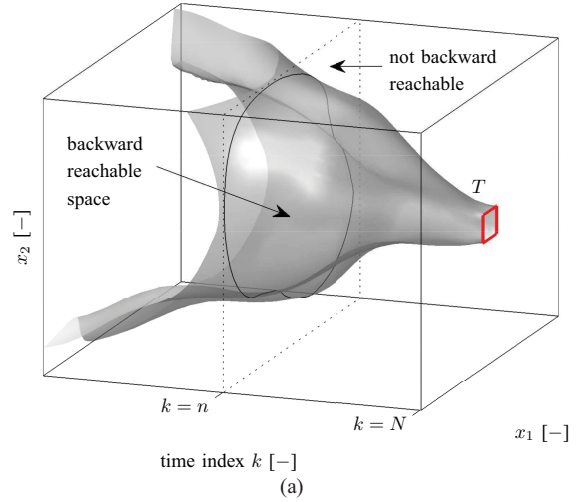 not backward
reachable
backward
reachable
space
T
x₂ [−]
k = n
k = N
x₁ [−]
time index k [−]
(a)